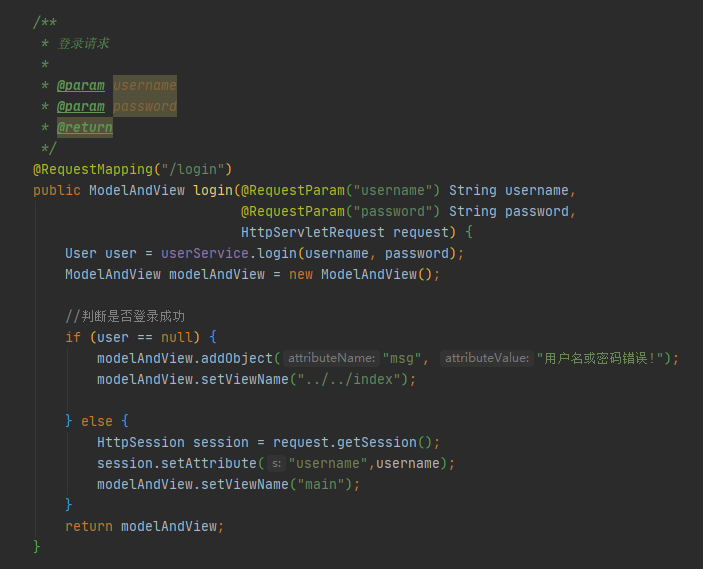 /**
 * 登录请求
 *
 * @param username
 * @param password
 * @return
 */
@RequestMapping("/login")
public ModelAndView login(@RequestParam("username") String username,
                          @RequestParam("password") String password,
                          HttpServletRequest request) {
    User user = userService.login(username, password);
    ModelAndView modelAndView = new ModelAndView();

    //判断是否登录成功
    if (user == null) {
        modelAndView.addObject( attributeName: "msg", attributeValue: "用户名或密码错误!");
        modelAndView.setViewName("../../index");

    } else {
        HttpSession session = request.getSession();
        session.setAttribute( s: "username",username);
        modelAndView.setViewName("main");
    }
    return modelAndView;
}